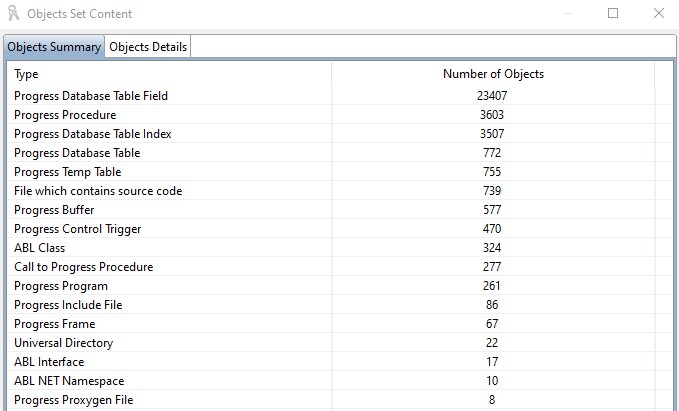 Objects Set Content
Objects Summary Objects Details
Type Number of Objects
Progress Database Table Field 23407
Progress Procedure 3603
Progress Database Table Index 3507
Progress Database Table 772
Progress Temp Table 755
File which contains source code 739
Progress Buffer 577
Progress Control Trigger 470
ABL Class 324
Call to Progress Procedure 277
Progress Program 261
Progress Include File 86
Progress Frame 67
Universal Directory 22
ABL Interface 17
ABL NET Namespace 10
Progress Proxygen File 8